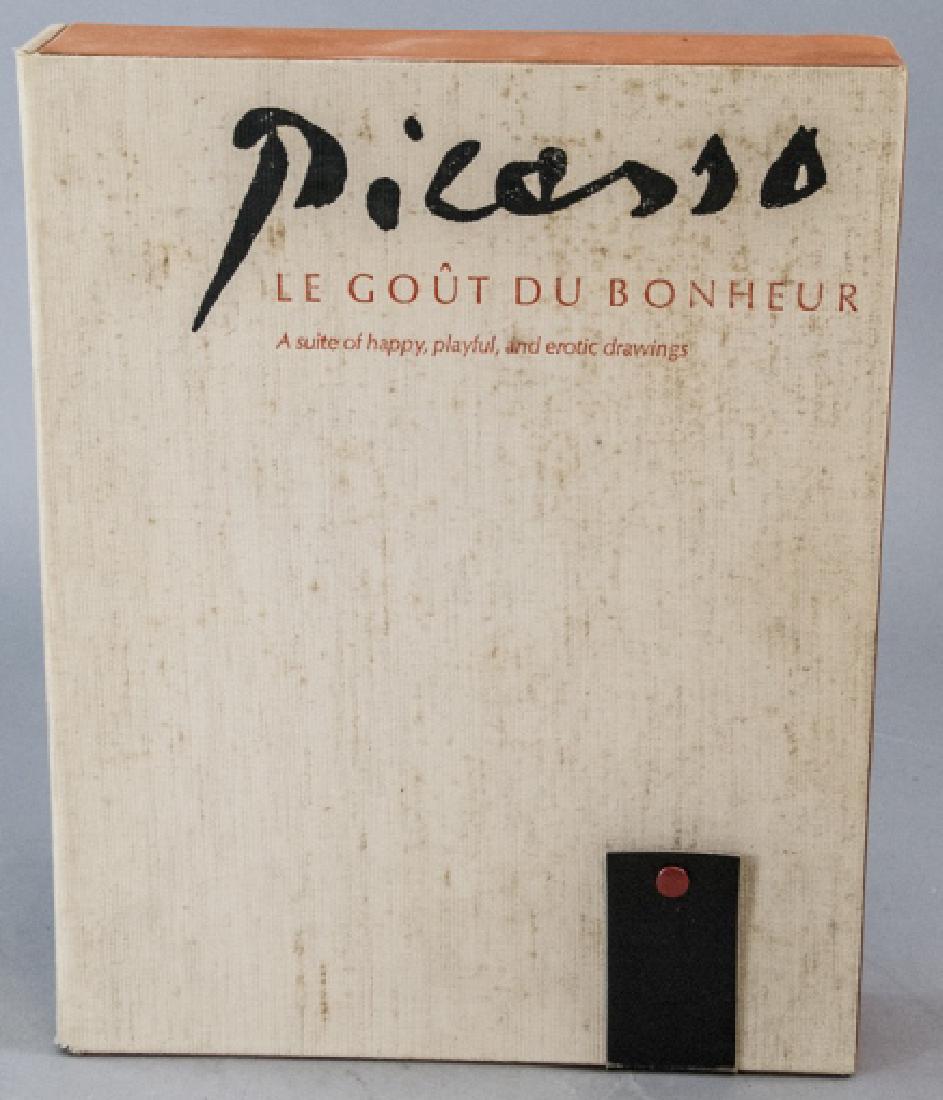 Picasso
LE GOÛT DU BONHEUR
A suite of happy, playful, and erotic drawings